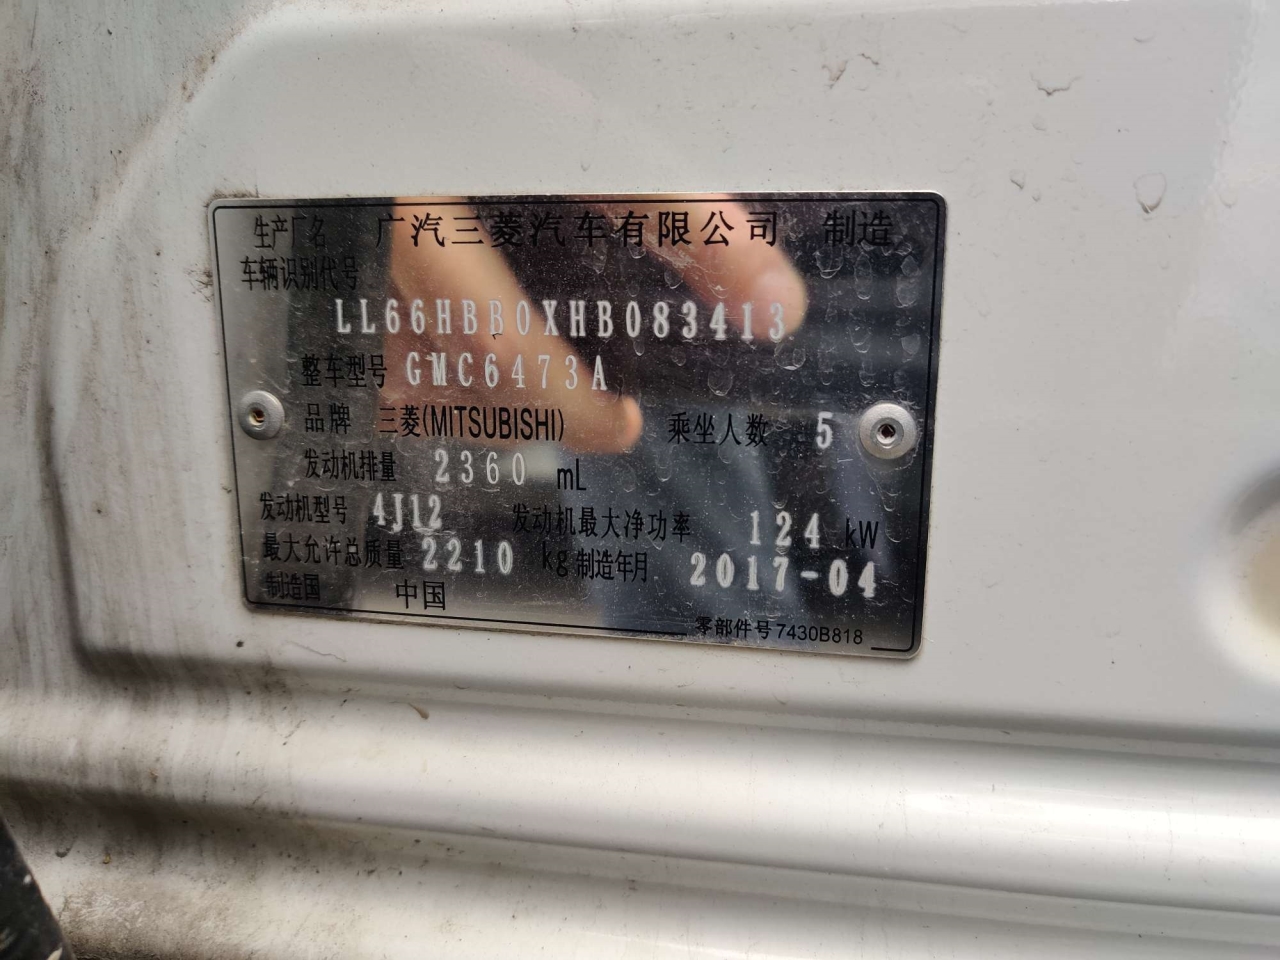 生产厂名 广汽三菱汽车有限公司 制造
车辆识别代号
LL66HBB0XHB083413
整车型号 GMC6473A
品牌 三菱(MITSUBISHI) 乘坐人数 5
发动机排量 2360 mL
发动机型号 4J12 发动机最大净功率 124 kW
最大允许总质量 2210 kg 制造年月 2017-04
制造国 中国
零部件号 7430B818